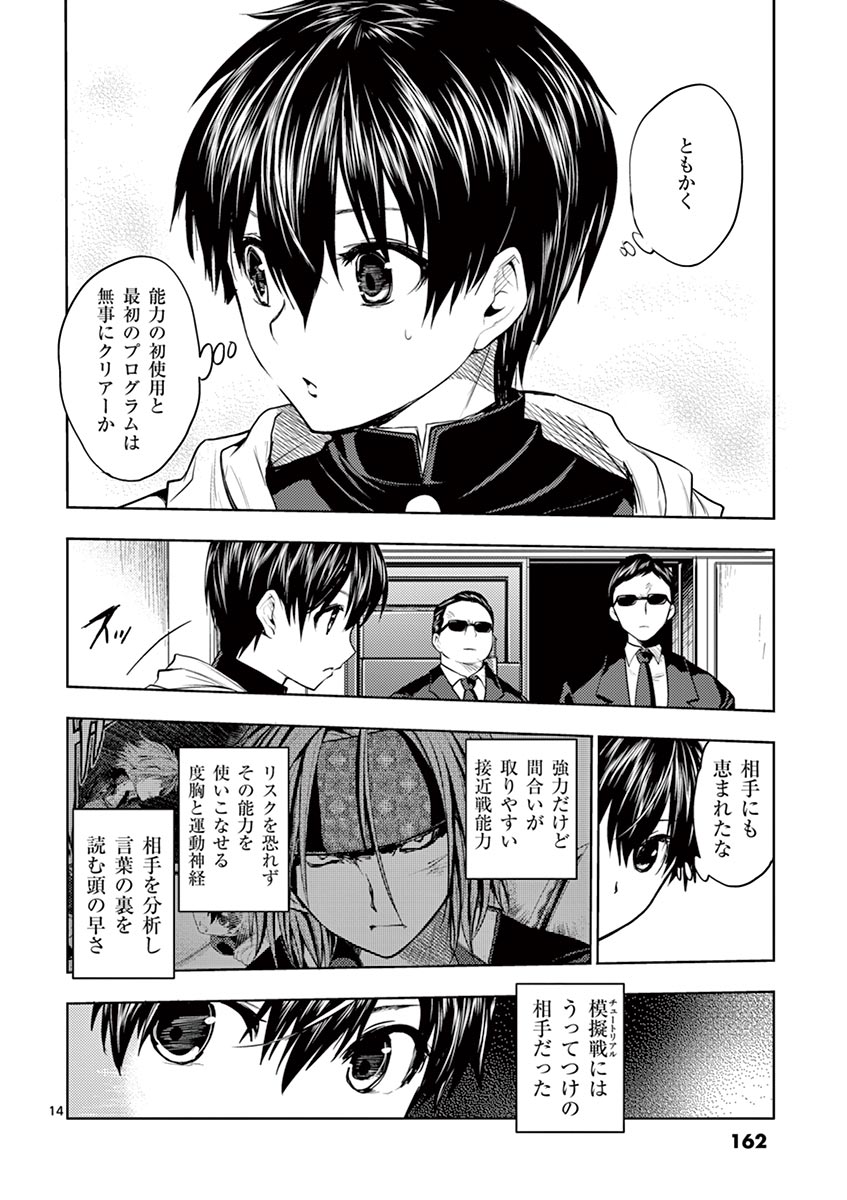 ともかく
能力の初使用と
最初のプログラムは
無事にクリアーか
ズッ
相手にも
恵まれたな
強力だけど
間合いが
取りやすい
接近戦能力
リスクを恐れず
その能力を
使いこなせる
度胸と運動神経
相手を分析し
言葉の裏を
読む頭の早さ
チュートリアル
模擬戦には
うってつけの
相手だった
14
162